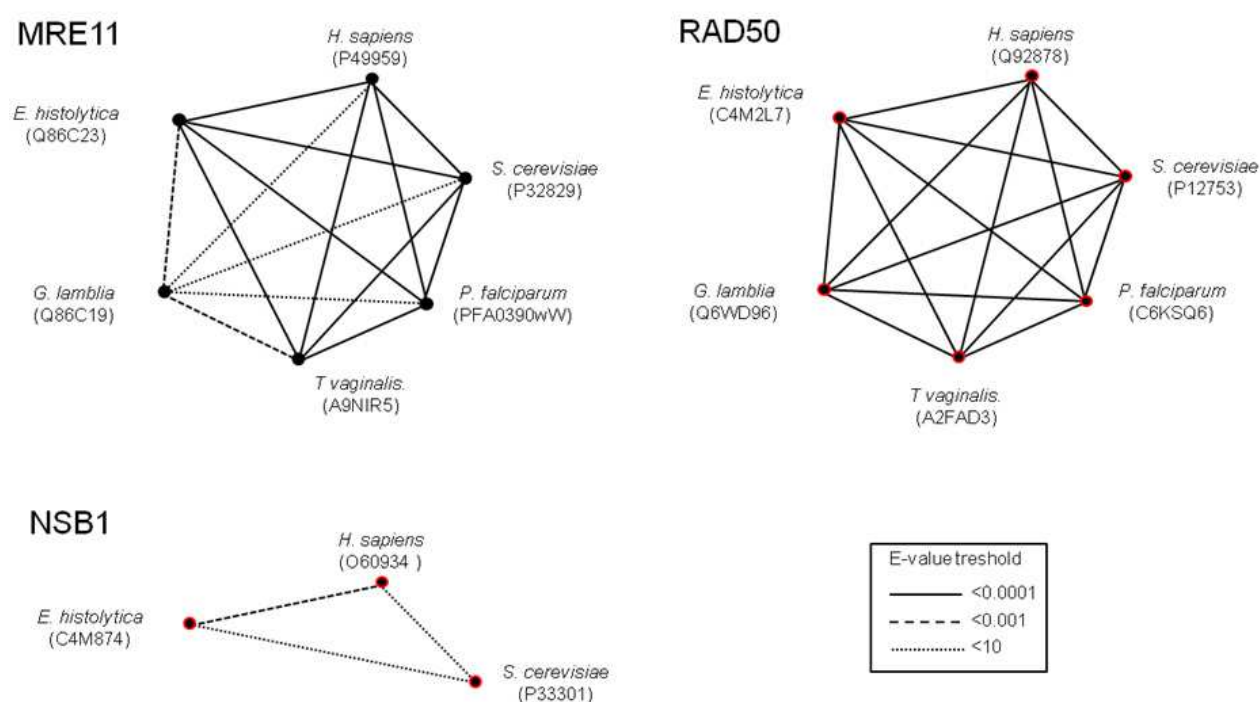 MRE11
H. sapiens
(P49959)
E. histolytica
(Q86C23)
S. cerevisiae
(P32829)
G. lamblia
(Q86C19)
P. falciparum
(PFA0390wW)
T vaginalis.
(A9NIR5)
RAD50
H. sapiens
(Q92878)
E. histolytica
(C4M2L7)
S. cerevisiae
(P12753)
G. lamblia
(Q6WD96)
P. falciparum
(C6KSQ6)
T vaginalis.
(A2FAD3)
NSB1
H. sapiens
(O60934 )
E. histolytica
(C4M874)
S. cerevisiae
(P33301)
E-value treshold
<0.0001
<0.001
<10